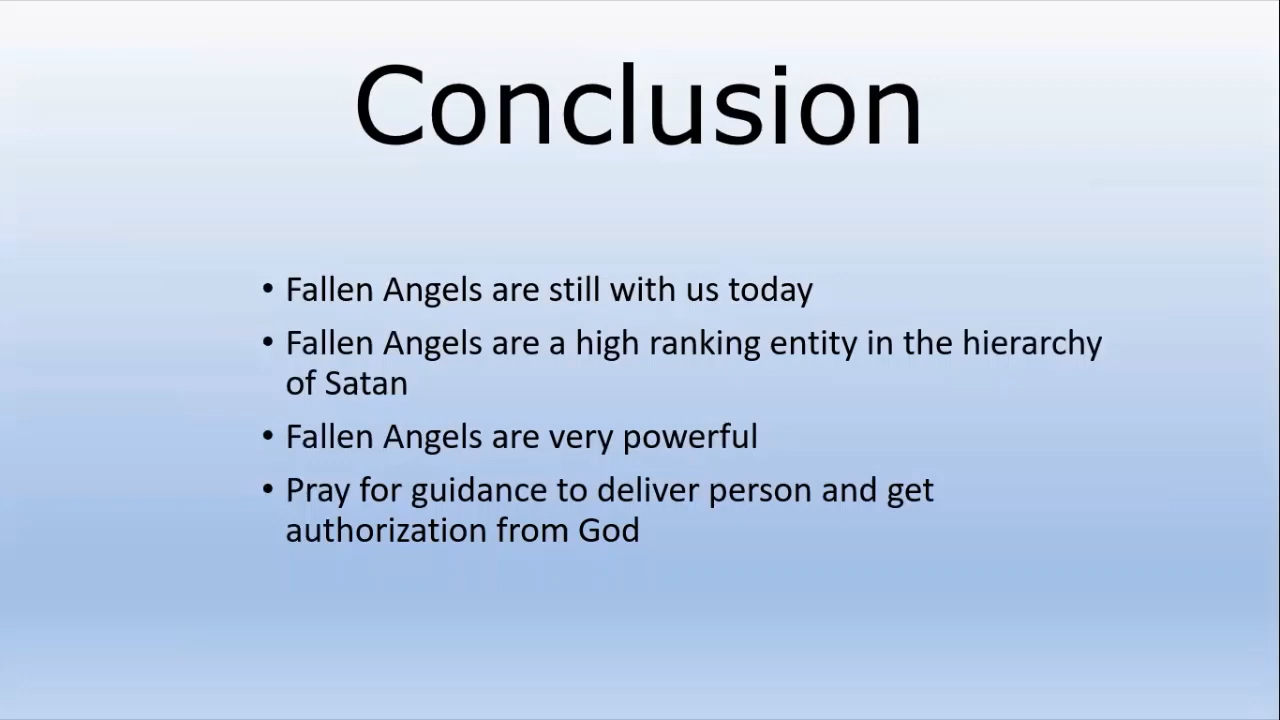 Conclusion
• Fallen Angels are still with us today
• Fallen Angels are a high ranking entity in the hierarchy
of Satan
• Fallen Angels are very powerful
• Pray for guidance to deliver person and get
authorization from God